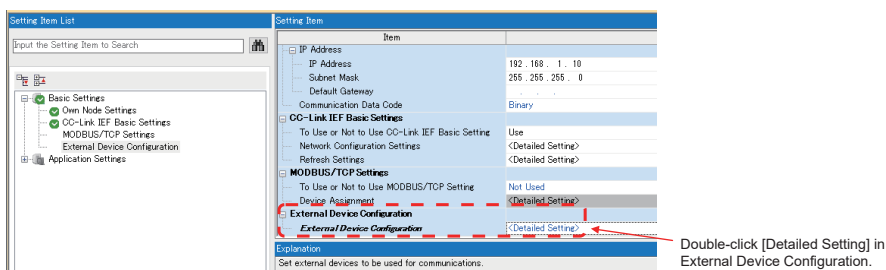 Setting Item List
Input the Setting Item to Search
Basic Settings
Own Node Settings
CC-Link IEF Basic Settings
MODBUS/TCP Settings
External Device Configuration
Application Settings
Setting Item
Item
IP Address
IP Address 192 . 168 . 1 . 10
Subnet Mask 255 . 255 . 255 . 0
Default Gateway . . .
Communication Data Code Binary
CC-Link IEF Basic Settings
To Use or Not to Use CC-Link IEF Basic Setting Use
Network Configuration Settings <Detailed Setting>
Refresh Settings <Detailed Setting>
MODBUS/TCP Settings
To Use or Not to Use MODBUS/TCP Setting Not Used
Device Assignment <Detailed Setting>
External Device Configuration
External Device Configuration <Detailed Setting>
Explanation
Set external devices to be used for communications.
Double-click [Detailed Setting] in
External Device Configuration.